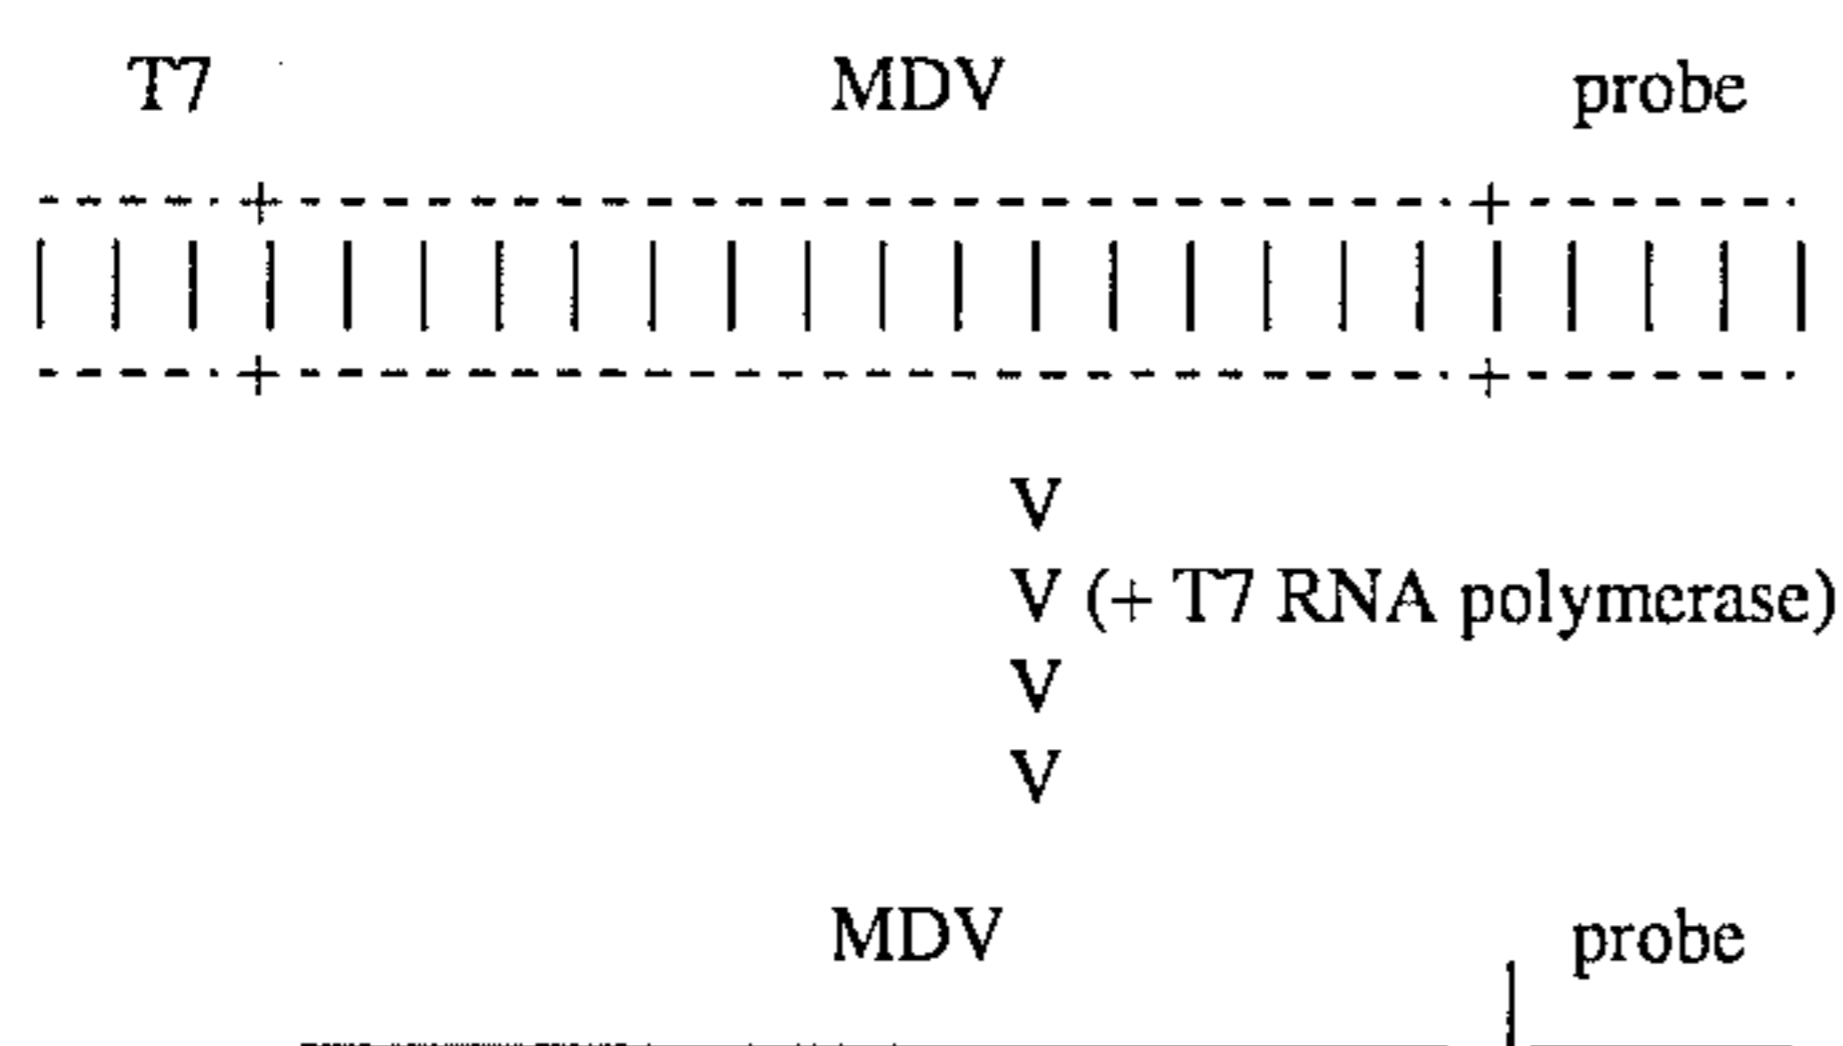 T7 MDV probe
V
V (+ T7 RNA polymerase)
V
V
MDV probe